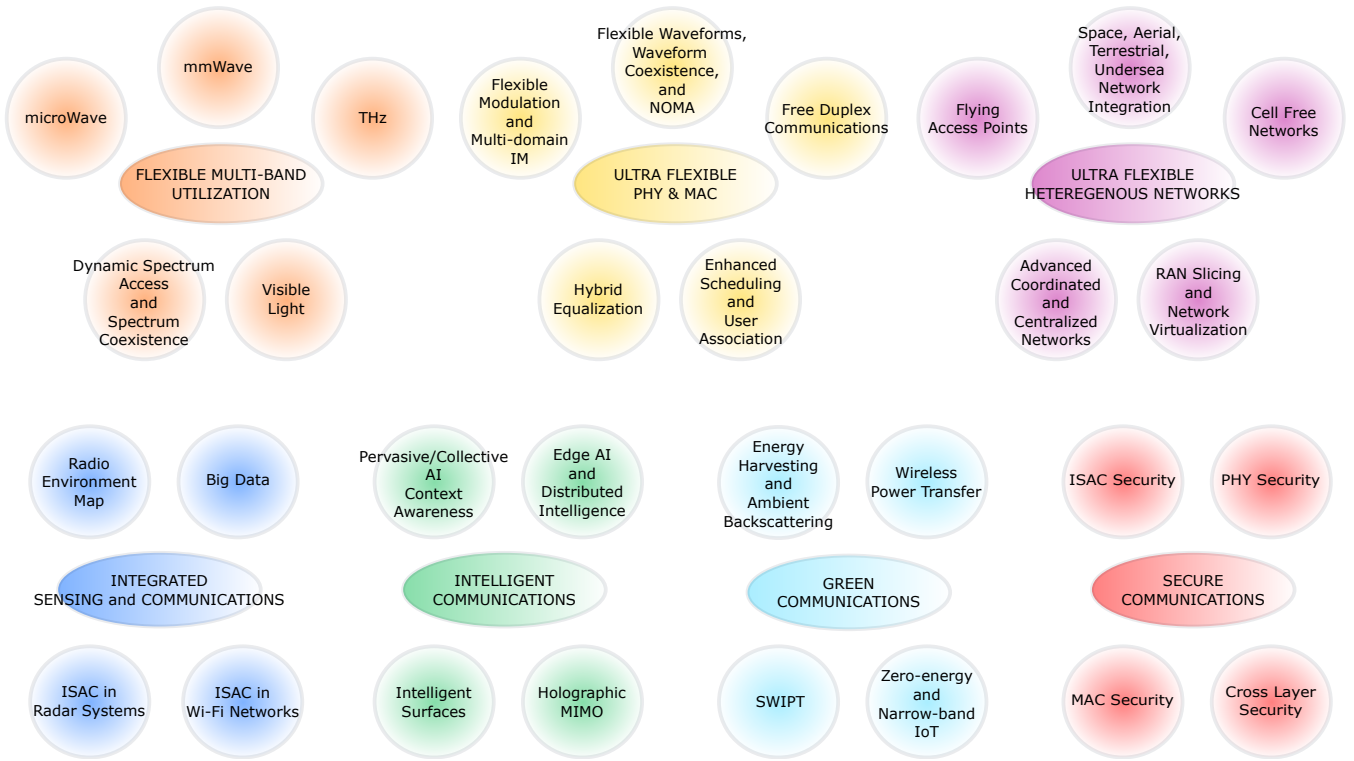 microWave
mmWave
THz
FLEXIBLE MULTI-BAND
UTILIZATION
Dynamic Spectrum
Access
and
Spectrum
Coexistence
Visible
Light
Flexible
Modulation
and
Multi-domain
IM
Flexible Waveforms,
Waveform
Coexistence,
and
NOMA
Free Duplex
Communications
ULTRA FLEXIBLE
PHY & MAC
Hybrid
Equalization
Enhanced
Scheduling
and
User
Association
Flying
Access Points
Space, Aerial,
Terrestrial,
Undersea
Network
Integration
Cell Free
Networks
ULTRA FLEXIBLE
HETEREGENOUS NETWORKS
Advanced
Coordinated
and
Centralized
Networks
RAN Slicing
and
Network
Virtualization
Radio
Environment
Map
Big Data
INTEGRATED
SENSING and COMMUNICATIONS
ISAC in
Radar Systems
ISAC in
Wi-Fi Networks
Pervasive/Collective
AI
Context
Awareness
Edge AI
and
Distributed
Intelligence
INTELLIGENT
COMMUNICATIONS
Intelligent
Surfaces
Holographic
MIMO
Energy
Harvesting
and
Ambient
Backscattering
Wireless
Power Transfer
GREEN
COMMUNICATIONS
SWIPT
Zero-energy
and
Narrow-band
IoT
ISAC Security
PHY Security
SECURE
COMMUNICATIONS
MAC Security
Cross Layer
Security